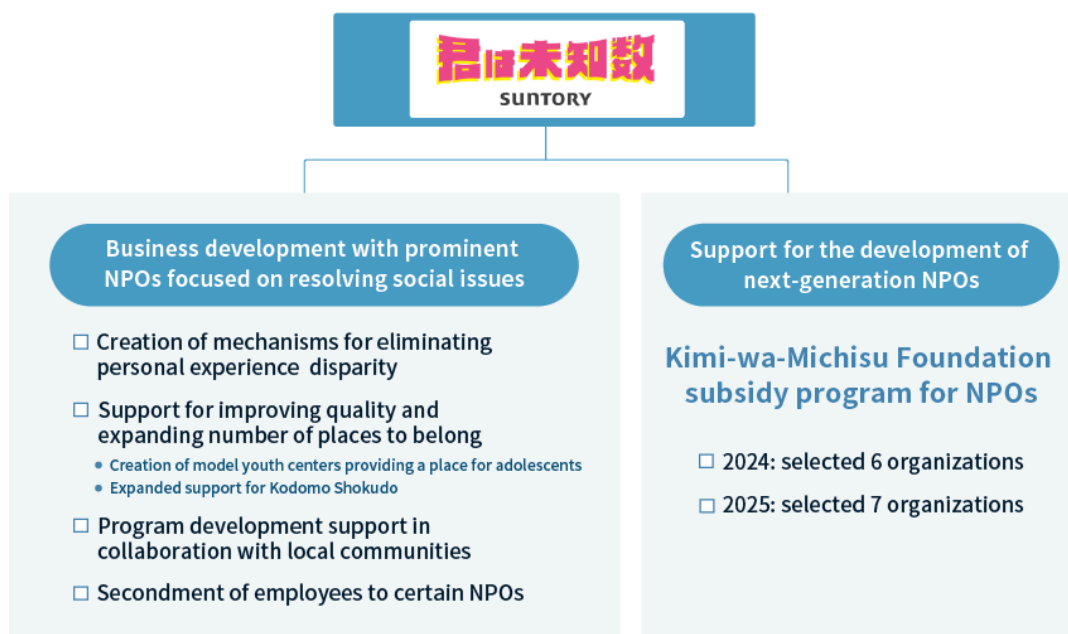 君は未知数
SUNTORY
Business development with prominent
NPOs focused on resolving social issues
□ Creation of mechanisms for eliminating
personal experience disparity
□ Support for improving quality and
expanding number of places to belong
• Creation of model youth centers providing a place for adolescents
• Expanded support for Kodomo Shokudo
□ Program development support in
collaboration with local communities
□ Secondment of employees to certain NPOs
Support for the development of
next-generation NPOs
Kimi-wa-Michisu Foundation
subsidy program for NPOs
□ 2024: selected 6 organizations
□ 2025: selected 7 organizations